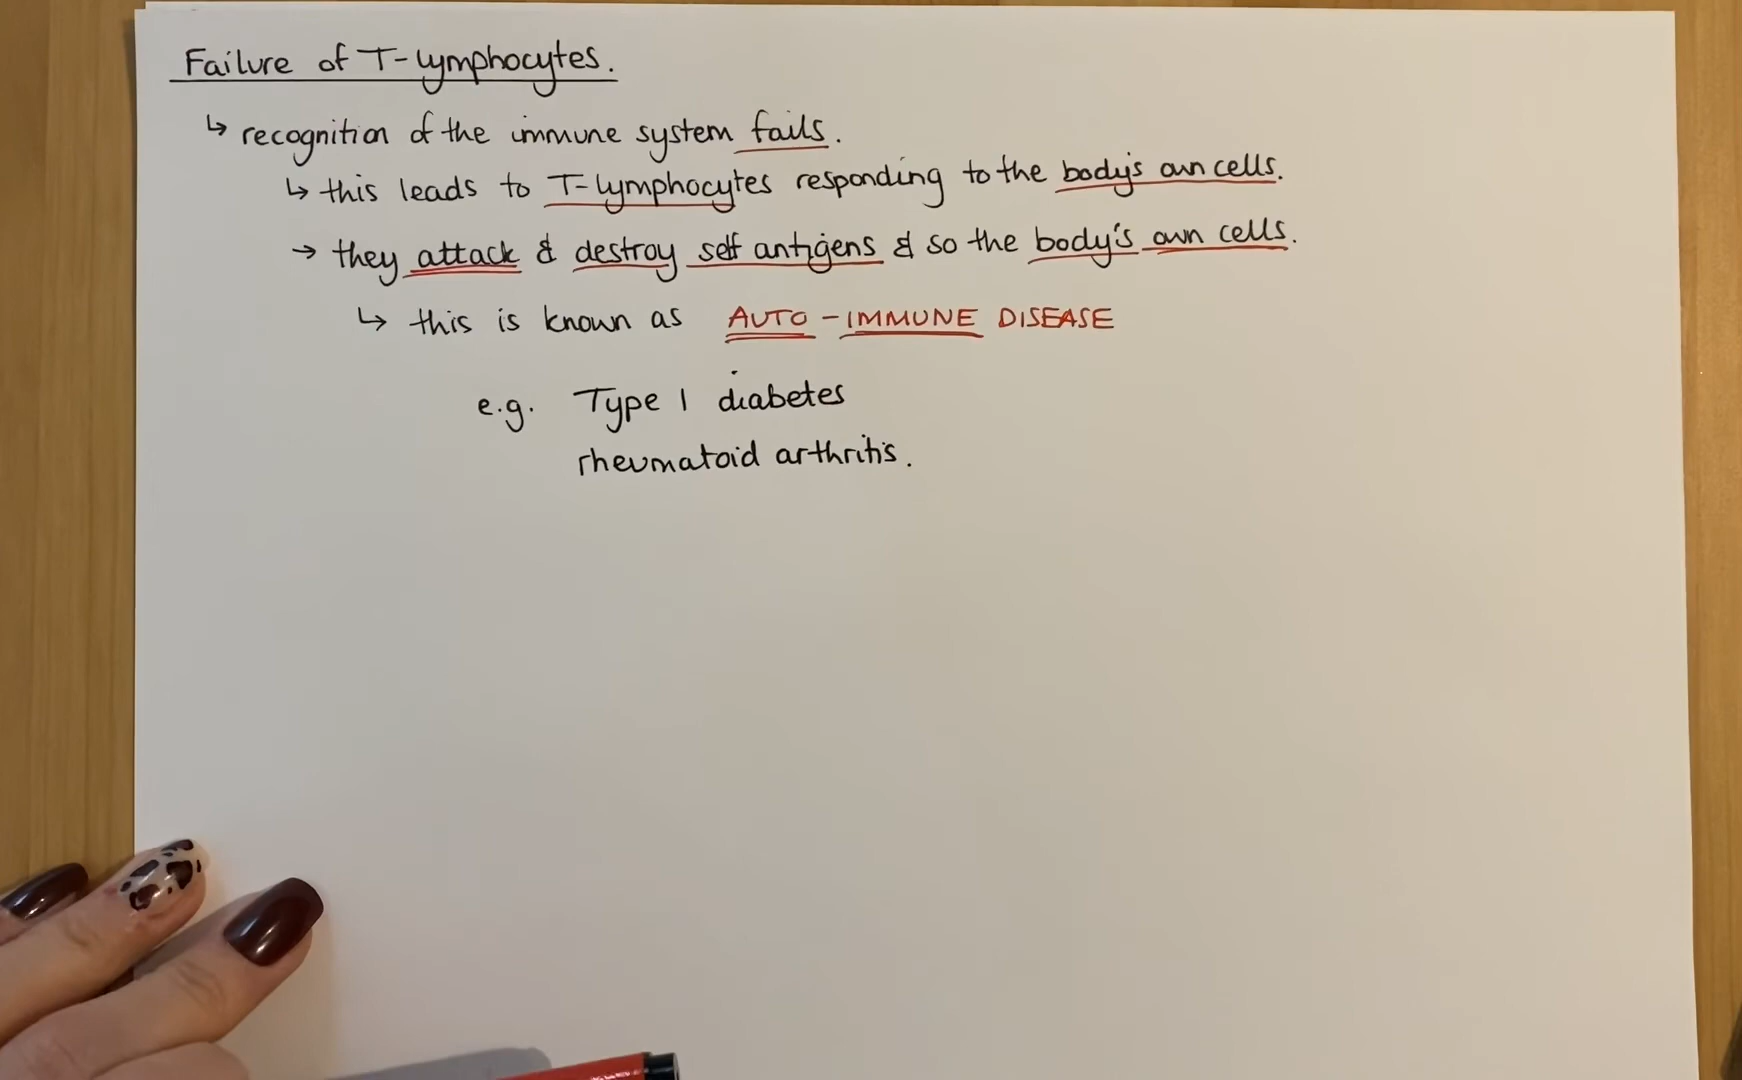 Failure of T-lymphocytes.
↳ recognition of the immune system fails.
↳ this leads to T-lymphocytes responding to the body's own cells.
→ they attack & destroy self antigens & so the body's own cells.
↳ this is known as AUTO-IMMUNE DISEASE
e.g. Type 1 diabetes
rheumatoid arthritis.